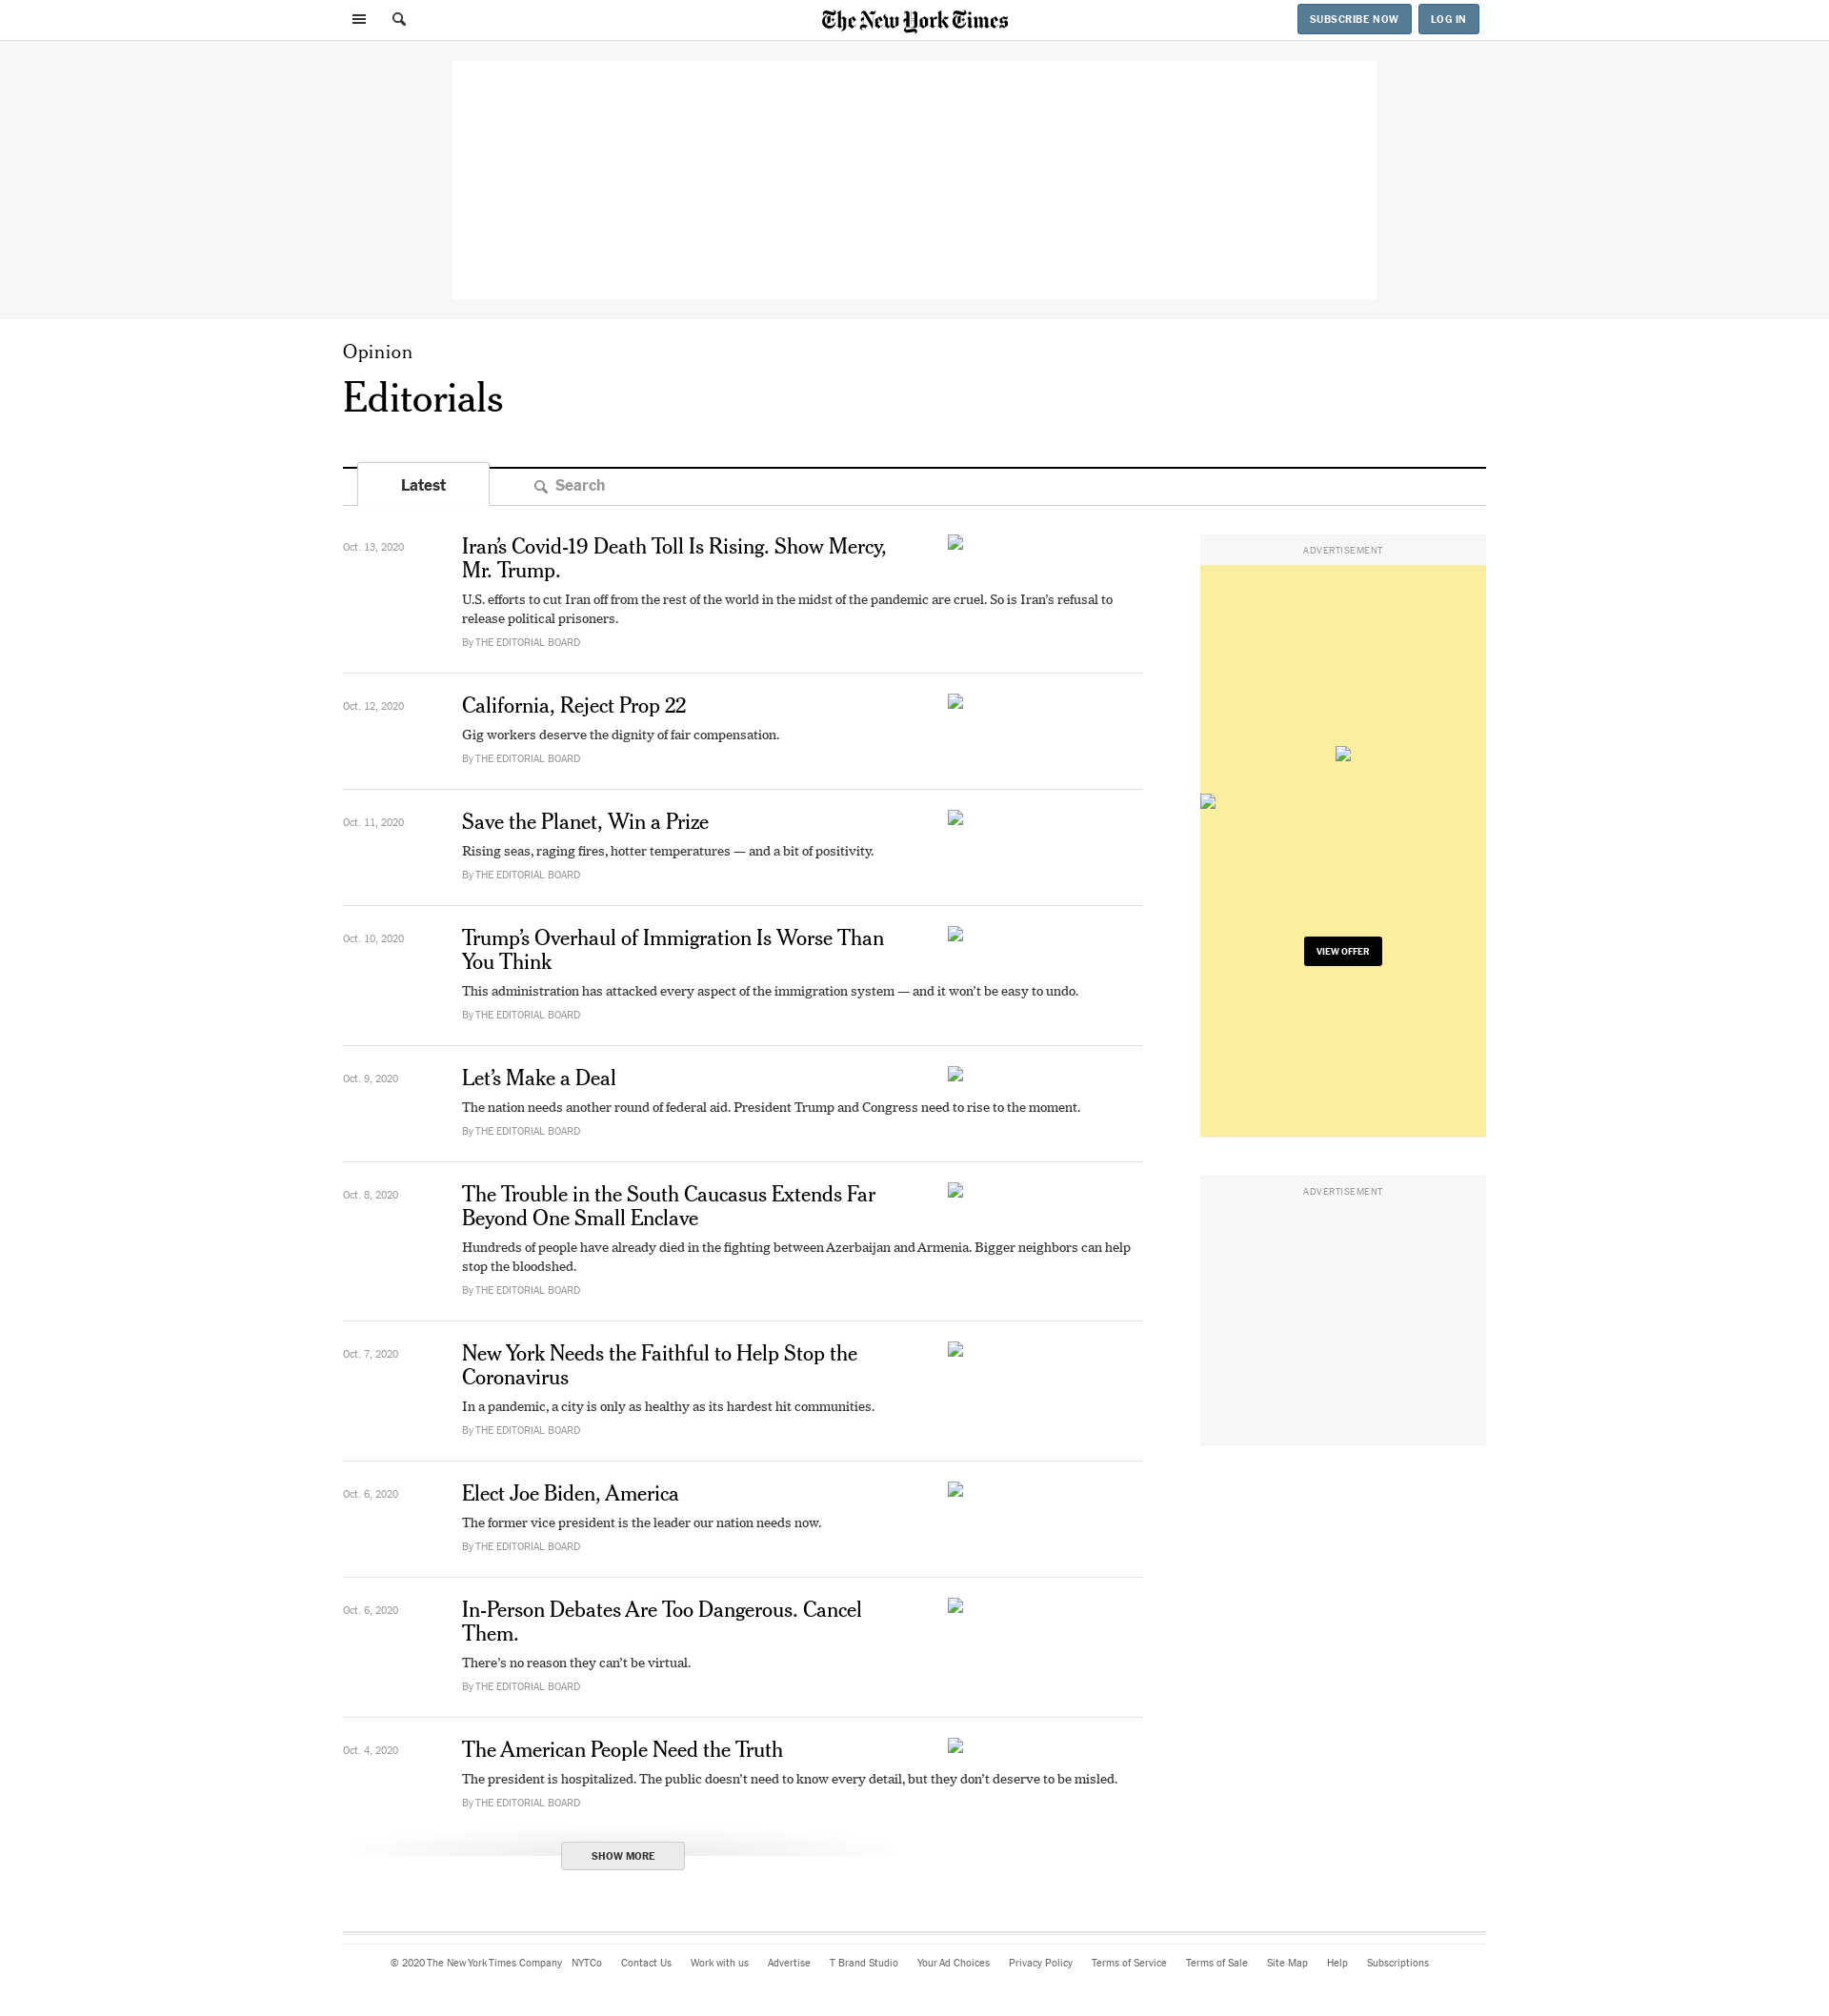 The New York Times
SUBSCRIBE NOW
LOG IN
Opinion
Editorials
Latest
Search
Oct. 13, 2020
Iran’s Covid-19 Death Toll Is Rising. Show Mercy,
Mr. Trump.
U.S. efforts to cut Iran off from the rest of the world in the midst of the pandemic are cruel. So is Iran’s refusal to
release political prisoners.
By THE EDITORIAL BOARD
Oct. 12, 2020
California, Reject Prop 22
Gig workers deserve the dignity of fair compensation.
By THE EDITORIAL BOARD
Oct. 11, 2020
Save the Planet, Win a Prize
Rising seas, raging fires, hotter temperatures — and a bit of positivity.
By THE EDITORIAL BOARD
Oct. 10, 2020
Trump’s Overhaul of Immigration Is Worse Than
You Think
This administration has attacked every aspect of the immigration system — and it won’t be easy to undo.
By THE EDITORIAL BOARD
Oct. 9, 2020
Let’s Make a Deal
The nation needs another round of federal aid. President Trump and Congress need to rise to the moment.
By THE EDITORIAL BOARD
Oct. 8, 2020
The Trouble in the South Caucasus Extends Far
Beyond One Small Enclave
Hundreds of people have already died in the fighting between Azerbaijan and Armenia. Bigger neighbors can help
stop the bloodshed.
By THE EDITORIAL BOARD
Oct. 7, 2020
New York Needs the Faithful to Help Stop the
Coronavirus
In a pandemic, a city is only as healthy as its hardest hit communities.
By THE EDITORIAL BOARD
Oct. 6, 2020
Elect Joe Biden, America
The former vice president is the leader our nation needs now.
By THE EDITORIAL BOARD
Oct. 6, 2020
In-Person Debates Are Too Dangerous. Cancel
Them.
There’s no reason they can’t be virtual.
By THE EDITORIAL BOARD
Oct. 4, 2020
The American People Need the Truth
The president is hospitalized. The public doesn’t need to know every detail, but they don’t deserve to be misled.
By THE EDITORIAL BOARD
SHOW MORE
ADVERTISEMENT
VIEW OFFER
ADVERTISEMENT
© 2020 The New York Times Company NYTCo Contact Us Work with us Advertise T Brand Studio Your Ad Choices Privacy Policy Terms of Service Terms of Sale Site Map Help Subscriptions